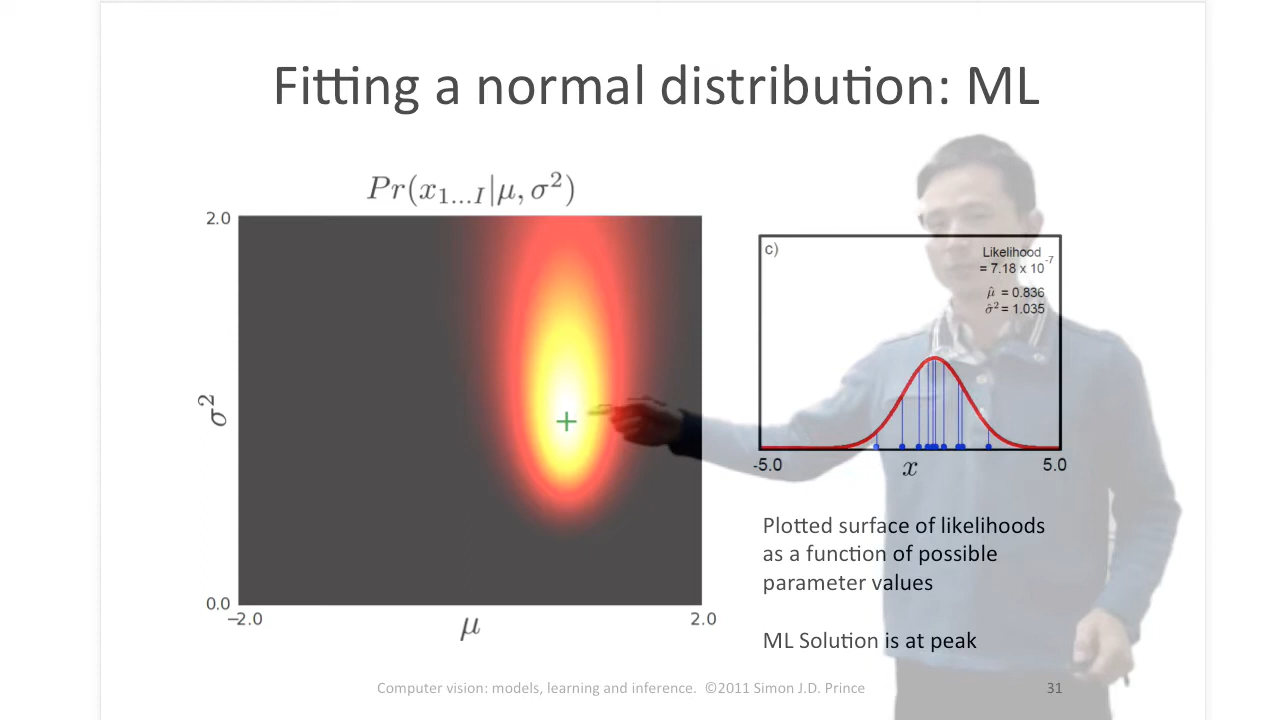 Fitting a normal distribution: ML
Pr(x₁…I|μ, σ²)
2.0
σ²
0.0
−2.0
μ
2.0
c)
Likelihood
= 7.18 x 10⁻⁷
μ̂ = 0.836
σ̂² = 1.035
-5.0
x
5.0
Plotted surface of likelihoods
as a function of possible
parameter values
ML Solution is at peak
Computer vision: models, learning and inference. ©2011 Simon J.D. Prince
31